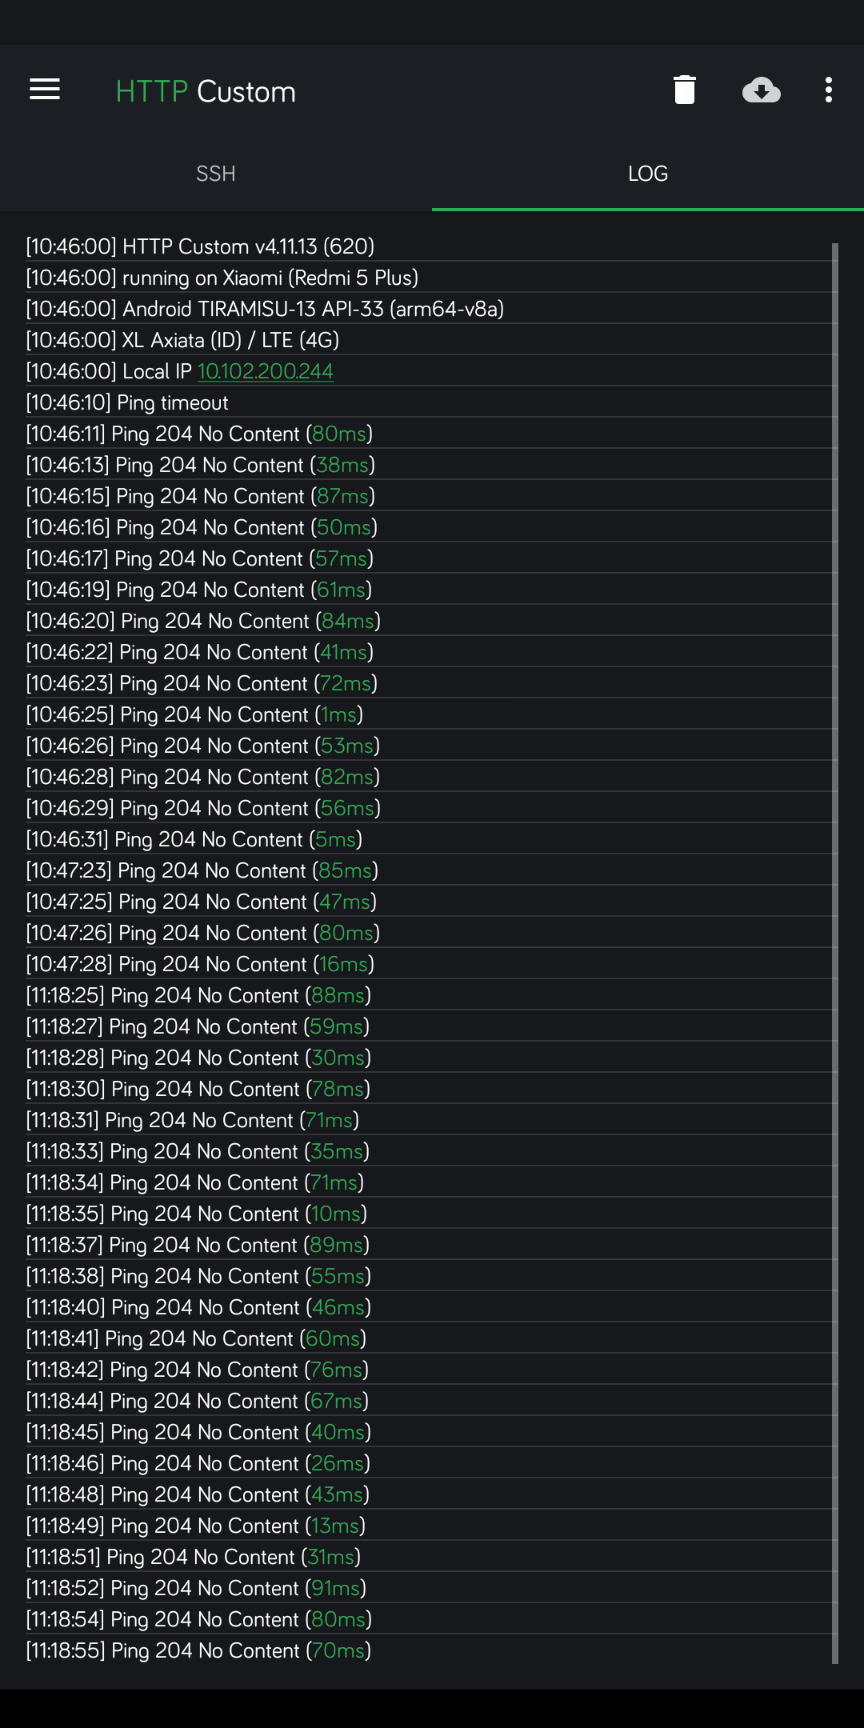 HTTP Custom
SSH LOG
[10:46:00] HTTP Custom v4.11.13 (620)
[10:46:00] running on Xiaomi (Redmi 5 Plus)
[10:46:00] Android TIRAMISU-13 API-33 (arm64-v8a)
[10:46:00] XL Axiata (ID) / LTE (4G)
[10:46:00] Local IP 10.102.200.244
[10:46:10] Ping timeout
[10:46:11] Ping 204 No Content (80ms)
[10:46:13] Ping 204 No Content (38ms)
[10:46:15] Ping 204 No Content (87ms)
[10:46:16] Ping 204 No Content (50ms)
[10:46:17] Ping 204 No Content (57ms)
[10:46:19] Ping 204 No Content (61ms)
[10:46:20] Ping 204 No Content (84ms)
[10:46:22] Ping 204 No Content (41ms)
[10:46:23] Ping 204 No Content (72ms)
[10:46:25] Ping 204 No Content (1ms)
[10:46:26] Ping 204 No Content (53ms)
[10:46:28] Ping 204 No Content (82ms)
[10:46:29] Ping 204 No Content (56ms)
[10:46:31] Ping 204 No Content (5ms)
[10:47:23] Ping 204 No Content (85ms)
[10:47:25] Ping 204 No Content (47ms)
[10:47:26] Ping 204 No Content (80ms)
[10:47:28] Ping 204 No Content (16ms)
[11:18:25] Ping 204 No Content (88ms)
[11:18:27] Ping 204 No Content (59ms)
[11:18:28] Ping 204 No Content (30ms)
[11:18:30] Ping 204 No Content (78ms)
[11:18:31] Ping 204 No Content (71ms)
[11:18:33] Ping 204 No Content (35ms)
[11:18:34] Ping 204 No Content (71ms)
[11:18:35] Ping 204 No Content (10ms)
[11:18:37] Ping 204 No Content (89ms)
[11:18:38] Ping 204 No Content (55ms)
[11:18:40] Ping 204 No Content (46ms)
[11:18:41] Ping 204 No Content (60ms)
[11:18:42] Ping 204 No Content (76ms)
[11:18:44] Ping 204 No Content (67ms)
[11:18:45] Ping 204 No Content (40ms)
[11:18:46] Ping 204 No Content (26ms)
[11:18:48] Ping 204 No Content (43ms)
[11:18:49] Ping 204 No Content (13ms)
[11:18:51] Ping 204 No Content (31ms)
[11:18:52] Ping 204 No Content (91ms)
[11:18:54] Ping 204 No Content (80ms)
[11:18:55] Ping 204 No Content (70ms)